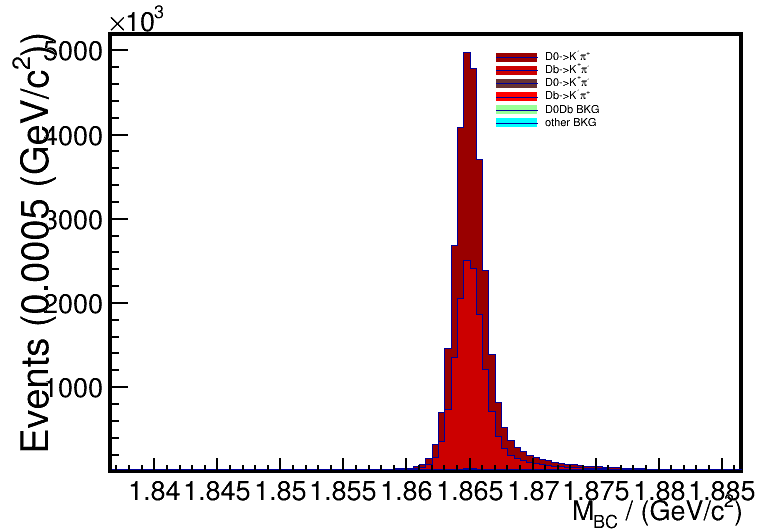 ×10³
Events (0.0005 (GeV/c²))
5000
4000
3000
2000
1000
D0->K⁻π⁺
Db->K⁺π⁻
D0->K⁺π⁻
Db->K⁻π⁺
D0Db BKG
other BKG
1.84 1.845 1.85 1.855 1.86 1.865 1.87 1.875 1.88 1.885
M_BC / (GeV/c²)